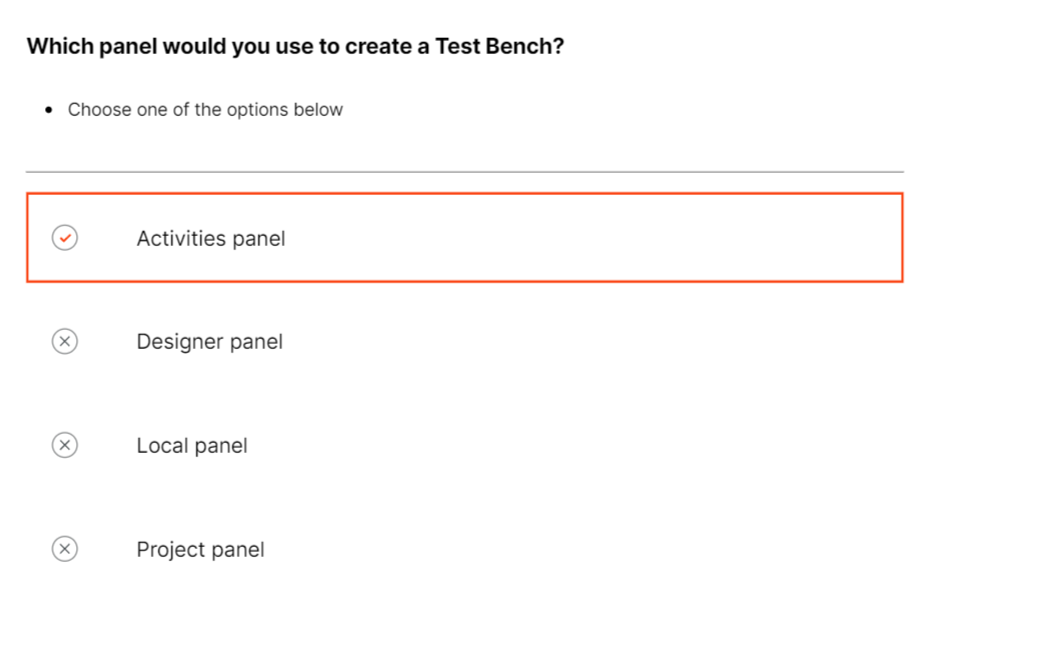 Which panel would you use to create a Test Bench?
Choose one of the options below
Activities panel
Designer panel
Local panel
Project panel